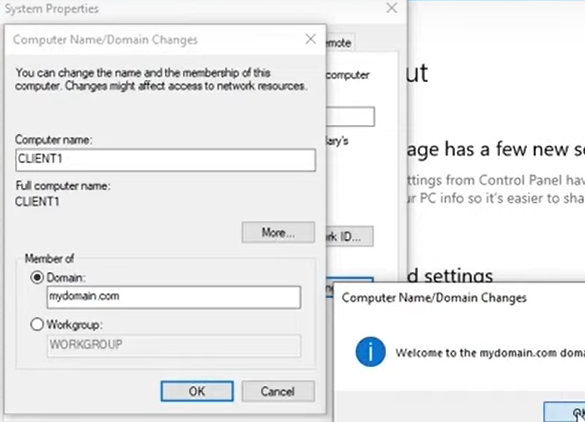 System Properties
Computer Name/Domain Changes
emote
You can change the name and the membership of this
computer. Changes might affect access to network resources.
computer
ut
Computer name:
CLIENT1
ary's
age has a few new se
Full computer name:
CLIENT1
ttings from Control Panel hav
ur PC info so it's easier to sha
More...
rk ID...
Member of
Domain:
mydomain.com
d settings
Computer Name/Domain Changes
Workgroup:
WORKGROUP
Welcome to the mydomain.com doma
OK
Cancel